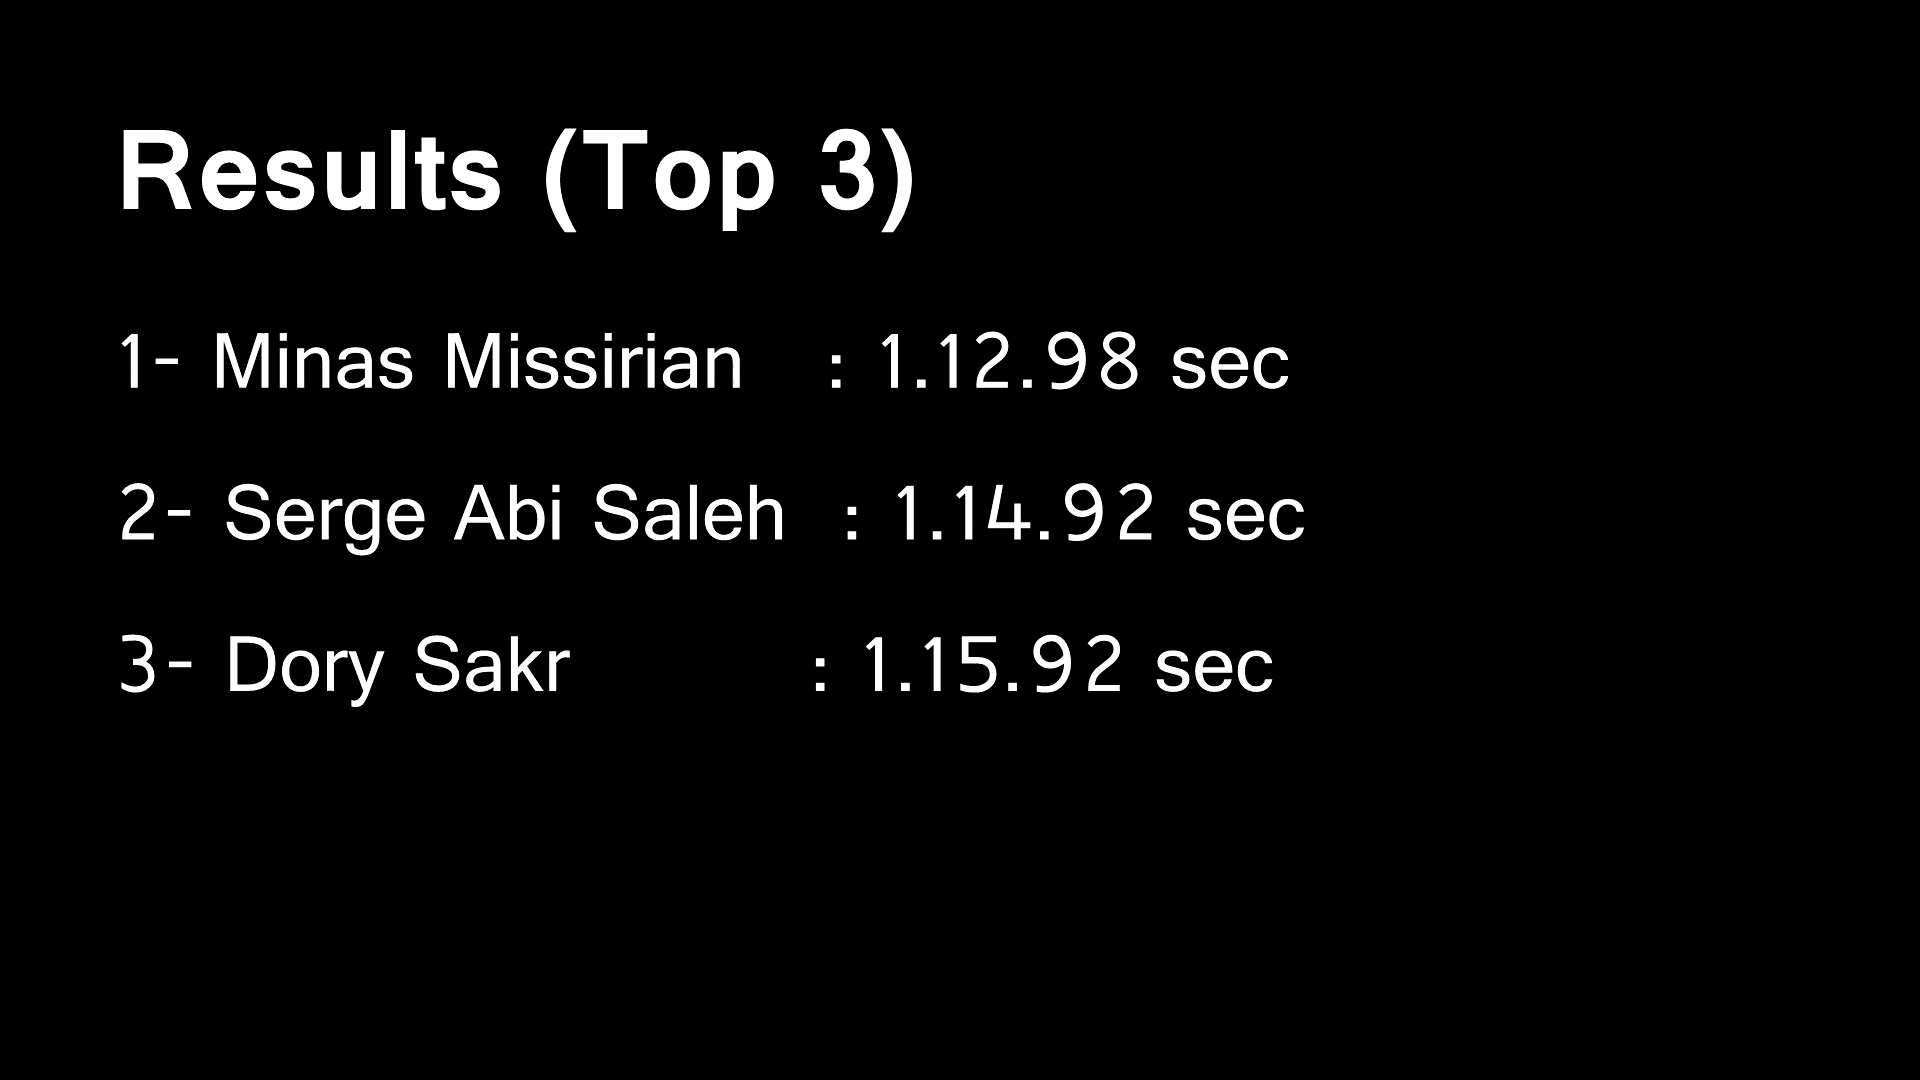 Results (Top 3)
1- Minas Missirian : 1.12.98 sec
2- Serge Abi Saleh : 1.14.92 sec
3- Dory Sakr : 1.15.92 sec